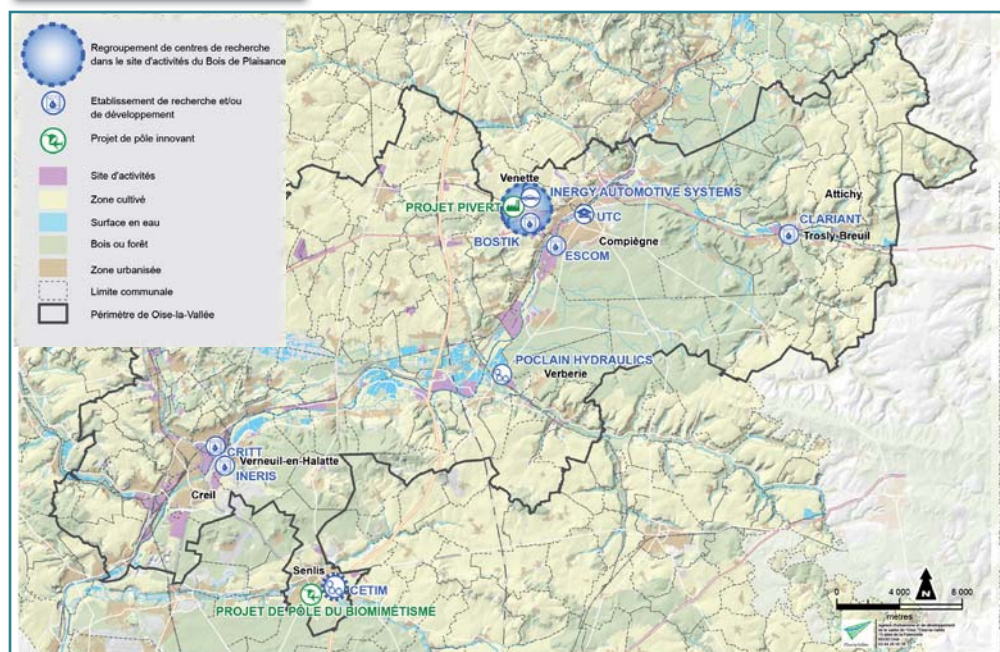 Regroupement de centres de recherche
dans le site d'activités du Bois de Plaisance
Etablissement de recherche et/ou
de développement
Projet de pôle innovant
Site d'activités
Zone cultivé
Surface en eau
Bois ou forêt
Zone urbanisée
Limite communale
Périmètre de Oise-la-Vallée
Venette
INERGY AUTOMOTIVE SYSTEMS
PROJET PIVERT
UTC
BOSTIK
Compiègne
ESCOM
Attichy
CLARIANT
Trosly-Breuil
POCLAIN HYDRAULICS
Verberie
CRITT
Verneuil-en-Halatte
INERIS
Creil
Senlis
CETIM
PROJET DE PÔLE DU BIOMIMÉTISME
N
0 4 000 8 000
mètres